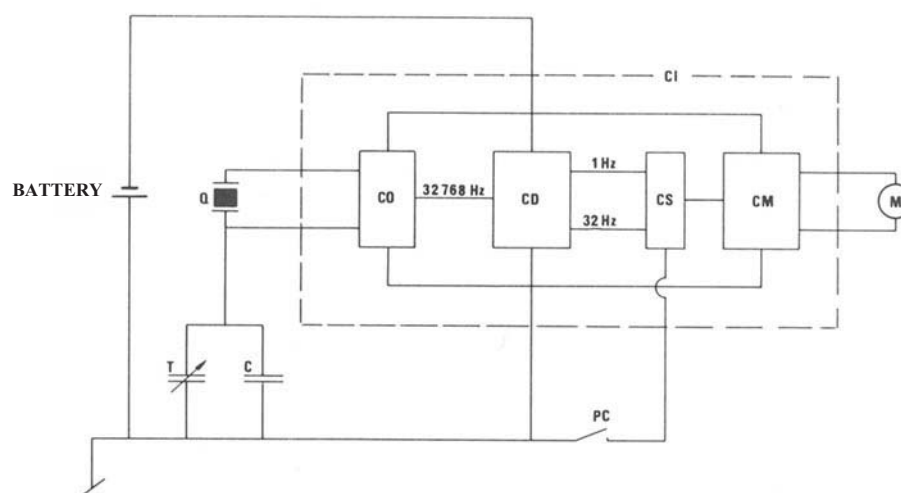 CI
1 Hz
BATTERY
Q
CO
32 768 Hz
CD
CS
CM
M
32 Hz
T
C
PC